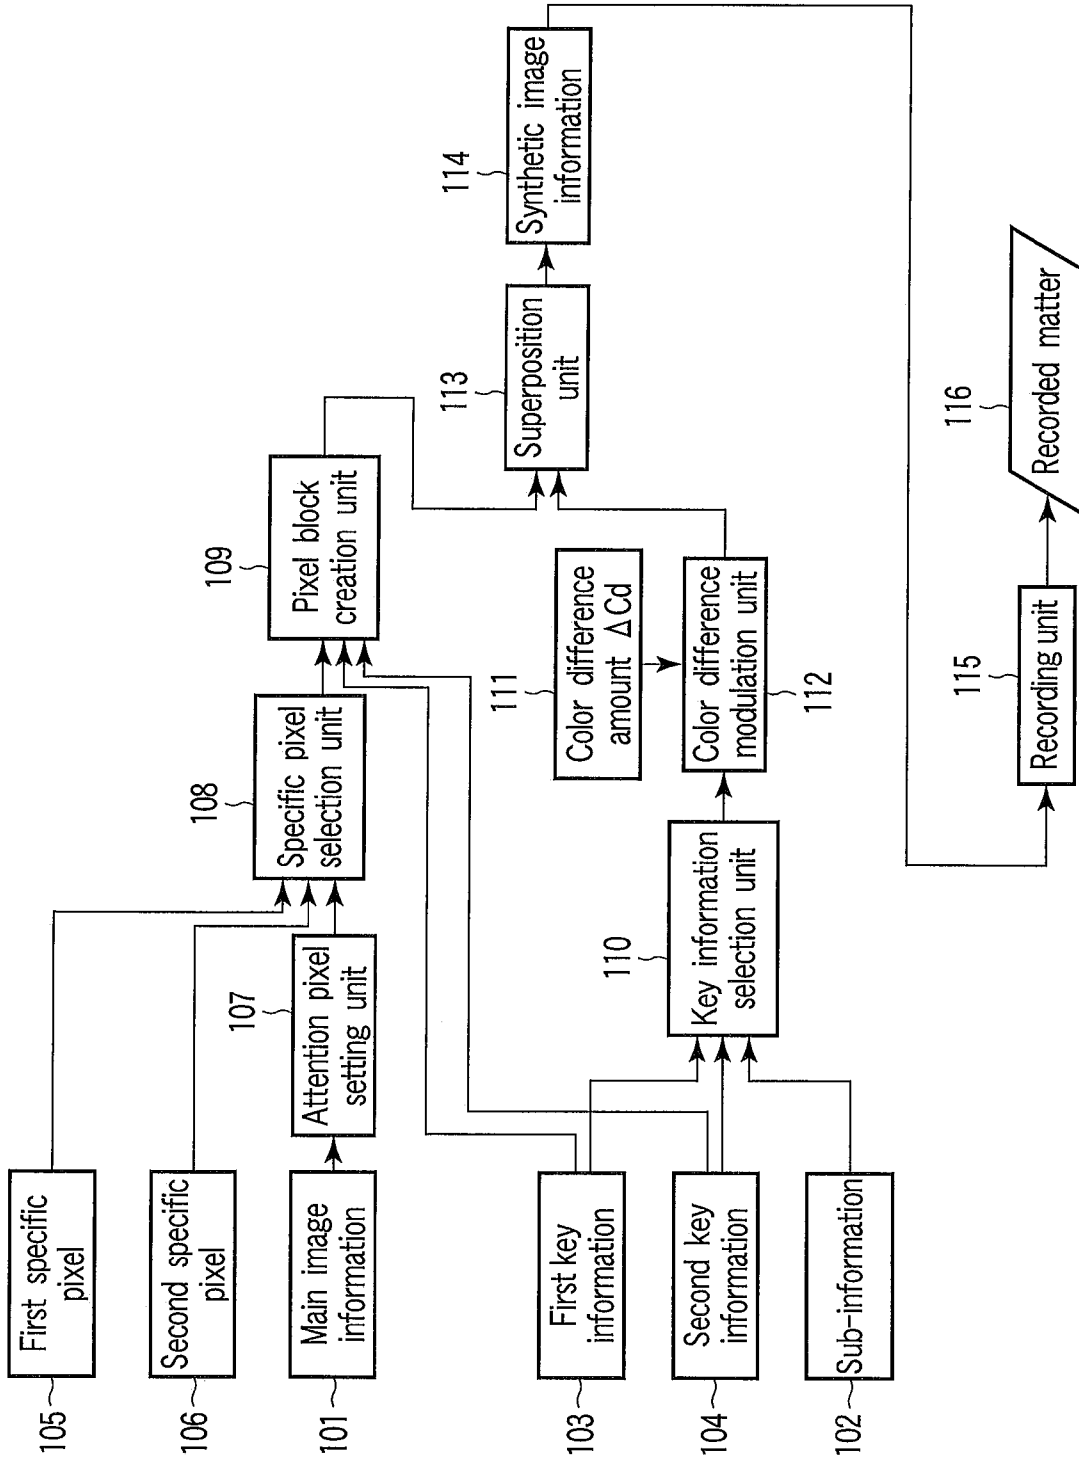 105
First specific
pixel
106
Second specific
pixel
101
Main image
information
107
Attention pixel
setting unit
108
Specific pixel
selection unit
109
Pixel block
creation unit
103
First key
information
104
Second key
information
102
Sub-information
110
Key information
selection unit
111
Color difference
amount ΔCd
Color difference
modulation unit
112
113
Superposition
unit
114
Synthetic image
information
115
Recording unit
116
Recorded matter